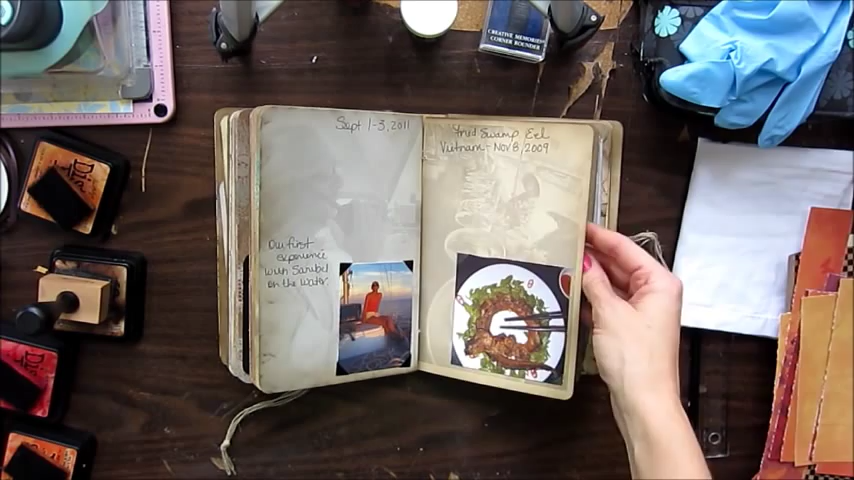 CREATIVE MEMORIES
CORNER ROUNDER
Sept 1-3, 2011
Our first
experience
with Sanibel
on the water
Fried Swamp Eel
Vietnam - Nov 8, 2009
Dis